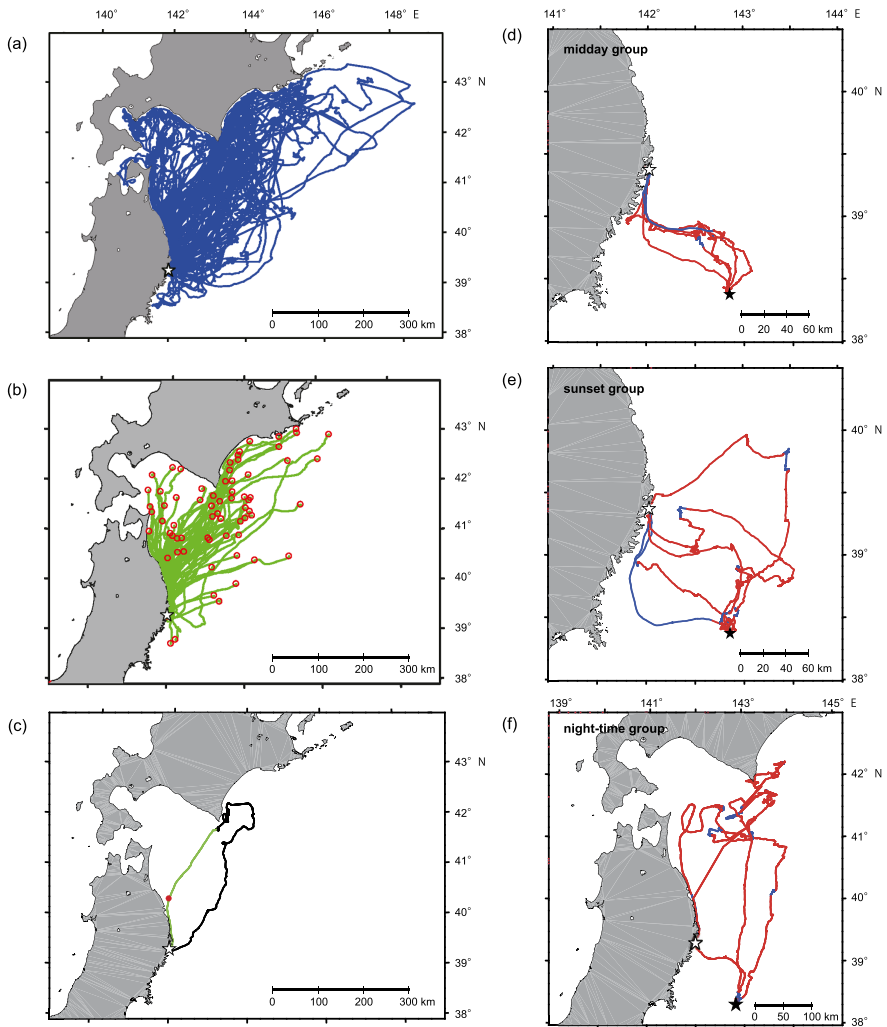 140° 142° 144° 146° 148° E
(a)
43° N
42°
41°
40°
39°
38°
0 100 200 300 km
(b)
43° N
42°
41°
40°
39°
38°
0 100 200 300 km
(c)
43° N
42°
41°
40°
39°
38°
0 100 200 300 km
141° 142° 143° 144° E
(d)
midday group
40° N
39°
38°
0 20 40 60 km
(e)
sunset group
40° N
39°
38°
0 20 40 60 km
139° 141° 143° 145° E
(f)
night-time group
42° N
41°
40°
39°
38°
0 50 100 km